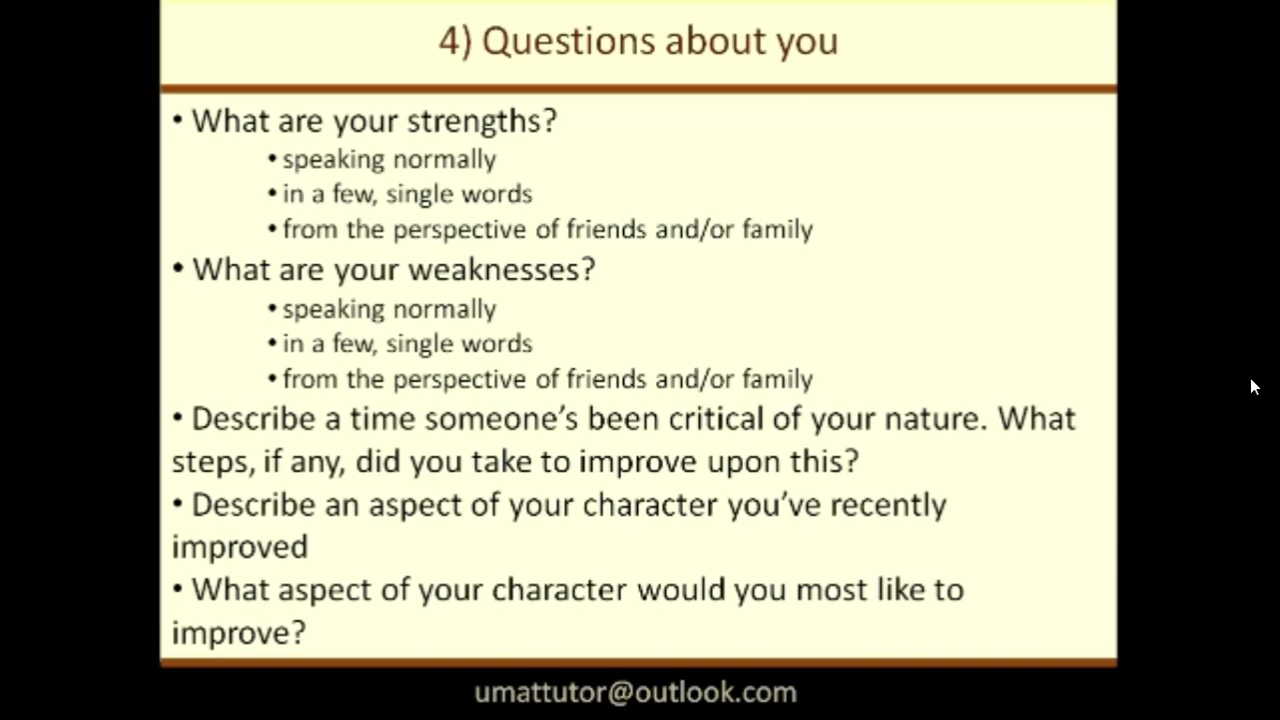 4) Questions about you
• What are your strengths?
• speaking normally
• in a few, single words
• from the perspective of friends and/or family
• What are your weaknesses?
• speaking normally
• in a few, single words
• from the perspective of friends and/or family
• Describe a time someone’s been critical of your nature. What
steps, if any, did you take to improve upon this?
• Describe an aspect of your character you’ve recently
improved
• What aspect of your character would you most like to
improve?
umattutor@outlook.com